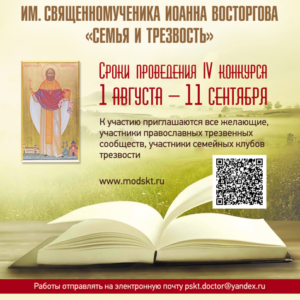 ИМ. СВЯЩЕННОМУЧЕНИКА ИОАННА ВОСТОРГОВА
«СЕМЬЯ И ТРЕЗВОСТЬ»
Сроки проведения IV конкурса
1 августа – 11 сентября
К участию приглашаются все желающие,
участники православных трезвенных
сообществ, участники семейных клубов
трезвости
www.modskt.ru
Работы отправлять на электронную почту pskt.doctor@yandex.ru